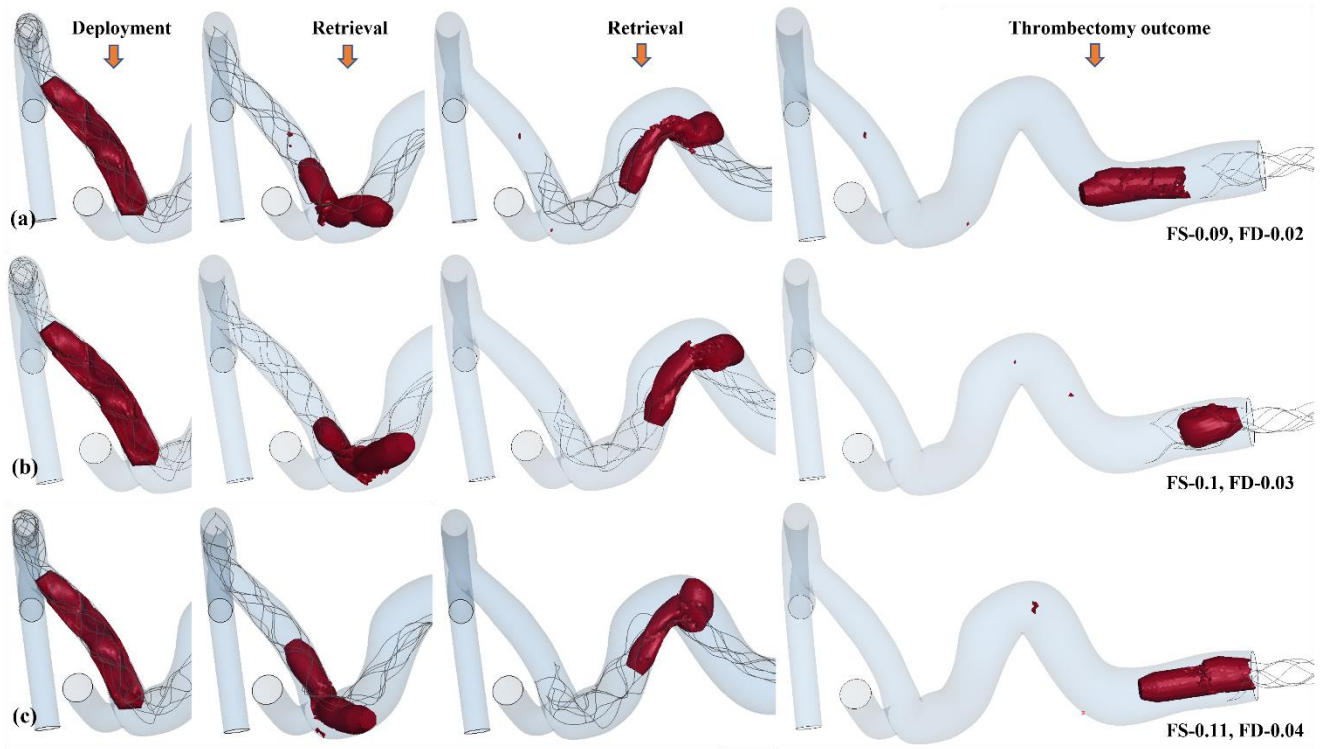 Deployment
Retrieval
Retrieval
Thrombectomy outcome
(a)
FS-0.09, FD-0.02
(b)
FS-0.1, FD-0.03
(c)
FS-0.11, FD-0.04